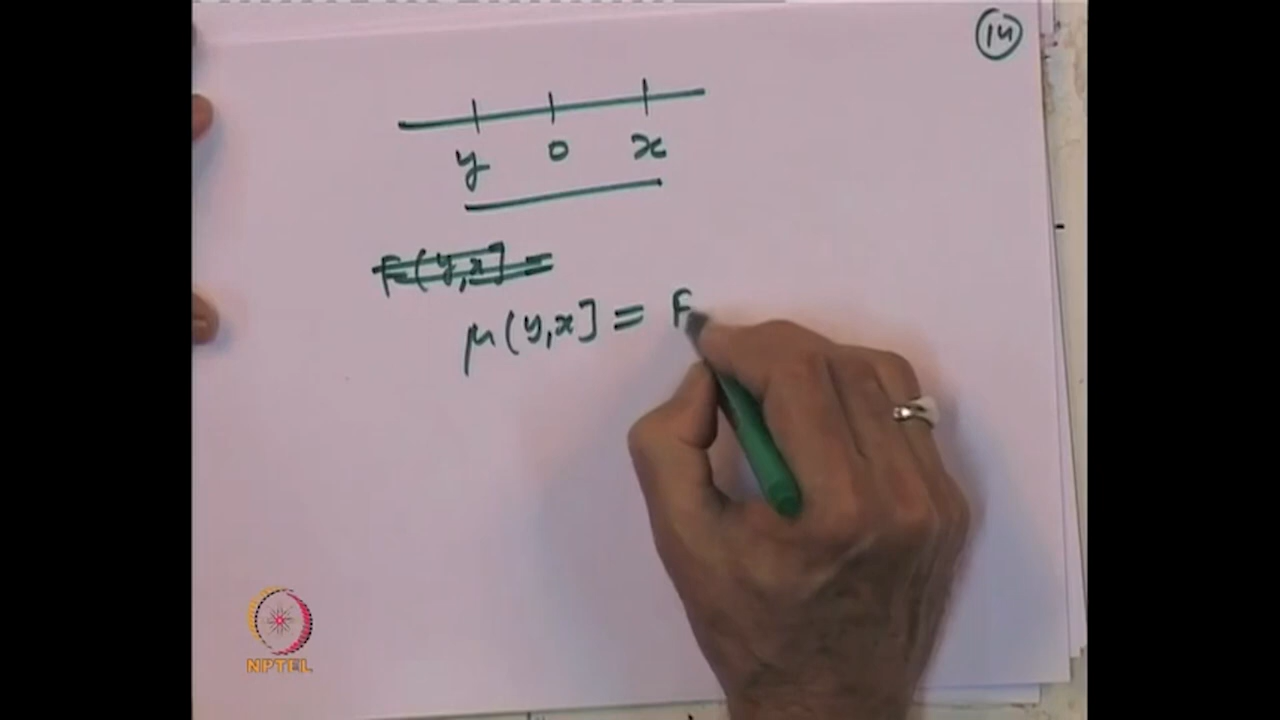 14
y 0 x
F(y,x] =
μ(y,x] = F
NPTEL